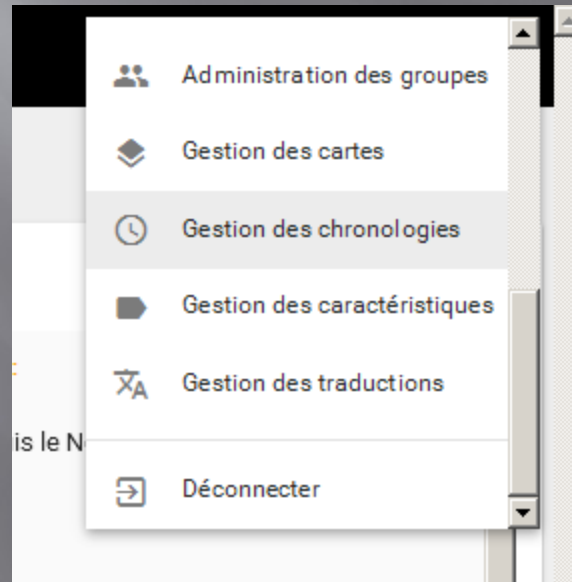 Administration des groupes
Gestion des cartes
Gestion des chronologies
Gestion des caractéristiques
Gestion des traductions
is le N
Déconnecter